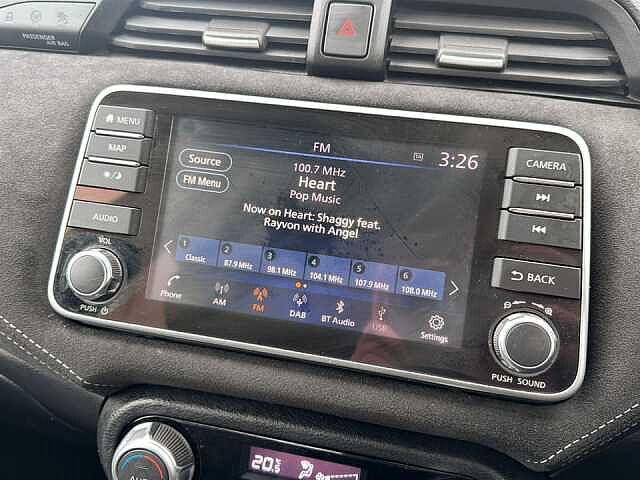 PASSENGER
AIR BAG
MENU
MAP
AUDIO
VOL
PUSH
FM
TA
3:26
Source
FM Menu
100.7 MHz
Heart
Pop Music
Now on Heart: Shaggy feat.
Rayvon with Angel
1 Classic
2 87.9 MHz
3 98.1 MHz
4 104.1 MHz
5 107.9 MHz
6 108.0 MHz
Phone
AM
FM
DAB
BT Audio
USB
Settings
CAMERA
BACK
PUSH SOUND
20.5°C